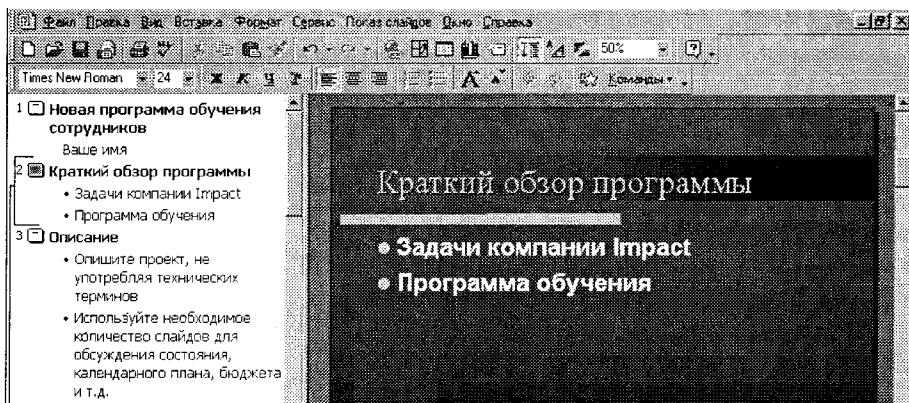 Файл Правка Вид Вставка Формат Сервис Показ слайдов Окно Справка
50%
Times New Roman 24 Ж К Ч Команды
1 Новая программа обучения
сотрудников
Ваше имя
2 Краткий обзор программы
• Задачи компании Impact
• Программа обучения
3 Описание
• Опишите проект, не
употребляя технических
терминов
• Используйте необходимое
количество слайдов для
обсуждения состояния,
календарного плана, бюджета
и т.д.
Краткий обзор программы
• Задачи компании Impact
• Программа обучения